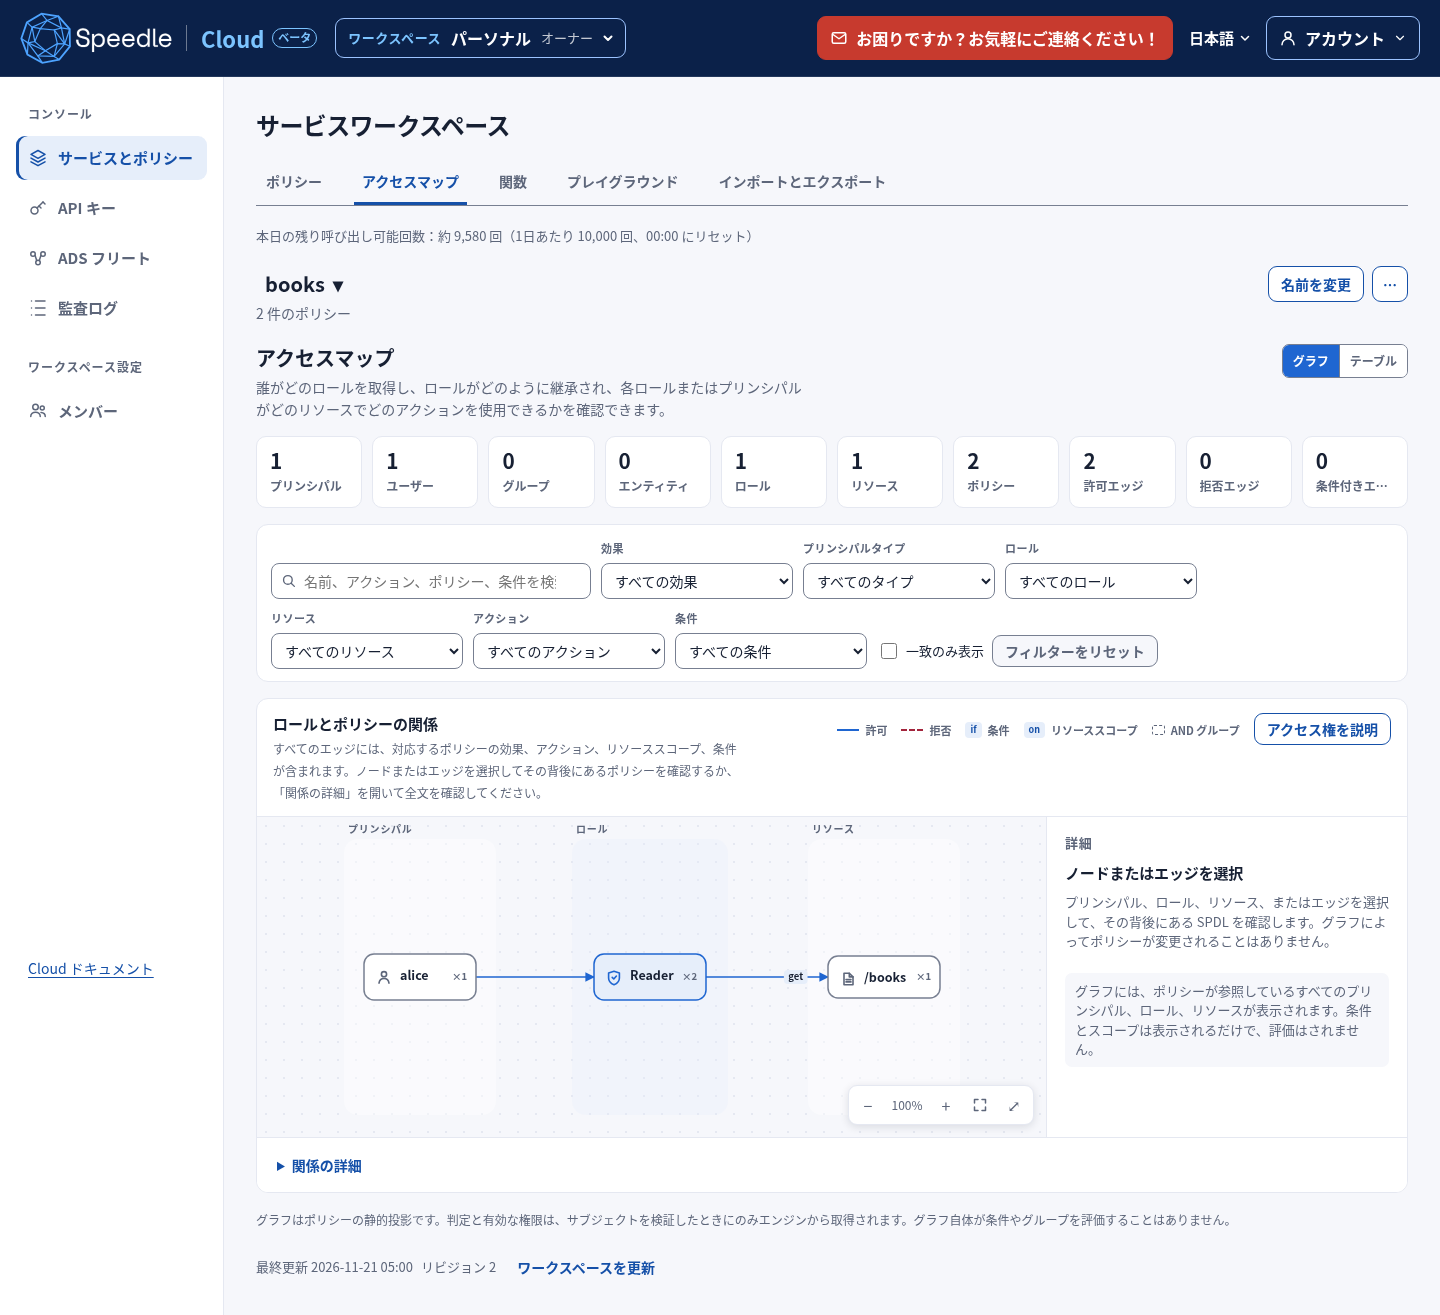 Speedle
Cloud ベータ
ワークスペース パーソナル オーナー
お困りですか？お気軽にご連絡ください！
日本語
アカウント
コンソール
サービスとポリシー
API キー
ADS フリート
監査ログ
ワークスペース設定
メンバー
Cloud ドキュメント
サービスワークスペース
ポリシー アクセスマップ 関数 プレイグラウンド インポートとエクスポート
本日の残り呼び出し可能回数：約 9,580 回（1日あたり 10,000 回、00:00 にリセット）
books ▼
名前を変更 …
2 件のポリシー
アクセスマップ
グラフ テーブル
誰がどのロールを取得し、ロールがどのように継承され、各ロールまたはプリンシパル
がどのリソースでどのアクションを使用できるかを確認できます。
1 1 0 0 1 1 2 2 0 0
プリンシパル ユーザー グループ エンティティ ロール リソース ポリシー 許可エッジ 拒否エッジ 条件付きエ…
効果 プリンシパルタイプ ロール
名前、アクション、ポリシー、条件を検 すべての効果 すべてのタイプ すべてのロール
リソース アクション 条件
すべてのリソース すべてのアクション すべての条件 一致のみ表示 フィルターをリセット
ロールとポリシーの関係
許可 拒否 if 条件 on リソーススコープ AND グループ アクセス権を説明
すべてのエッジには、対応するポリシーの効果、アクション、リソーススコープ、条件
が含まれます。ノードまたはエッジを選択してその背後にあるポリシーを確認するか、
「関係の詳細」を開いて全文を確認してください。
プリンシパル ロール リソース
alice ×1 Reader ×2 get /books ×1
− 100% +
詳細
ノードまたはエッジを選択
プリンシパル、ロール、リソース、またはエッジを選択
して、その背後にある SPDL を確認します。グラフによ
ってポリシーが変更されることはありません。
グラフには、ポリシーが参照しているすべてのプリ
ンシパル、ロール、リソースが表示されます。条件
とスコープは表示されるだけで、評価はされませ
ん。
▶ 関係の詳細
グラフはポリシーの静的投影です。判定と有効な権限は、サブジェクトを検証したときにのみエンジンから取得されます。グラフ自体が条件やグループを評価することはありません。
最終更新 2026-11-21 05:00 リビジョン 2 ワークスペースを更新